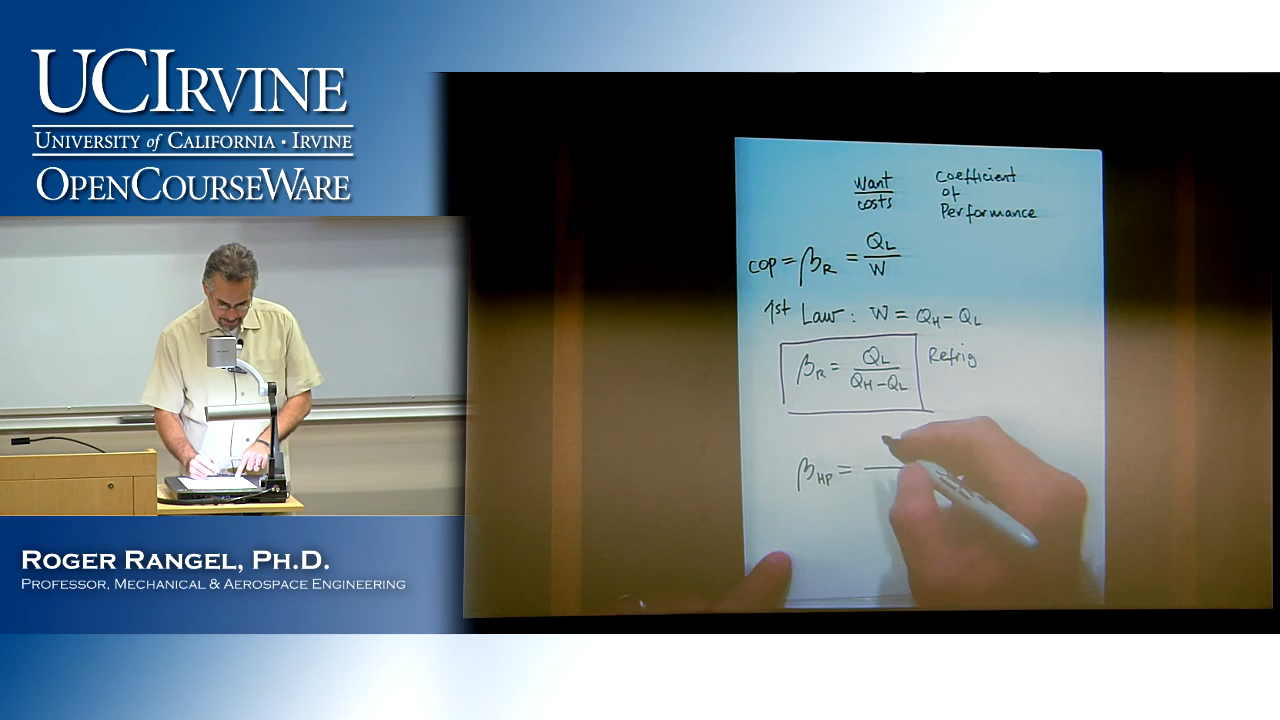 UCIRVINE
UNIVERSITY of CALIFORNIA • IRVINE
OPENCOURSEWARE
ROGER RANGEL, PH.D.
PROFESSOR, MECHANICAL & AEROSPACE ENGINEERING
Want
costs
Coefficient
of
Performance
COP = βR = QL/W
1st Law: W = QH − QL
βR = QL/(QH − QL) Refrig
βHP =